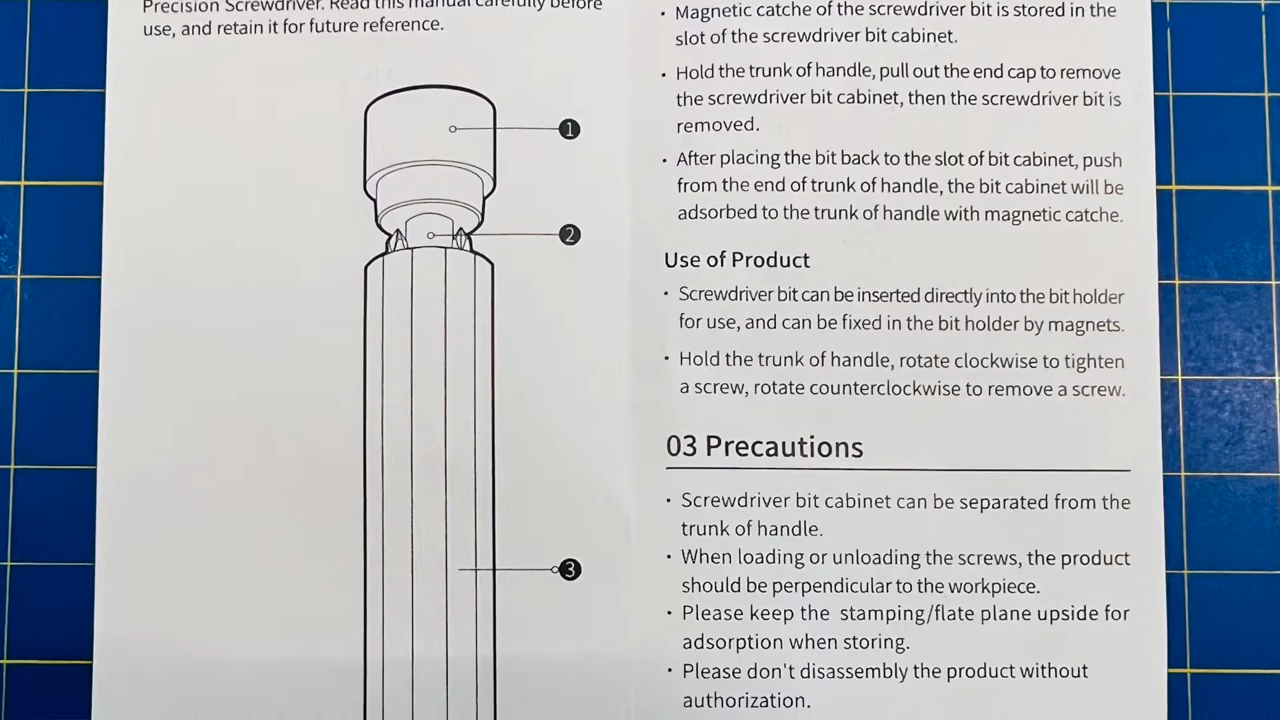 Precision Screwdriver. Read this manual carefully before
use, and retain it for future reference.
1
2
3
· Magnetic catche of the screwdriver bit is stored in the
slot of the screwdriver bit cabinet.
· Hold the trunk of handle, pull out the end cap to remove
the screwdriver bit cabinet, then the screwdriver bit is
removed.
· After placing the bit back to the slot of bit cabinet, push
from the end of trunk of handle, the bit cabinet will be
adsorbed to the trunk of handle with magnetic catche.
Use of Product
· Screwdriver bit can be inserted directly into the bit holder
for use, and can be fixed in the bit holder by magnets.
· Hold the trunk of handle, rotate clockwise to tighten
a screw, rotate counterclockwise to remove a screw.
03 Precautions
· Screwdriver bit cabinet can be separated from the
trunk of handle.
· When loading or unloading the screws, the product
should be perpendicular to the workpiece.
· Please keep the stamping/flate plane upside for
adsorption when storing.
· Please don't disassembly the product without
authorization.